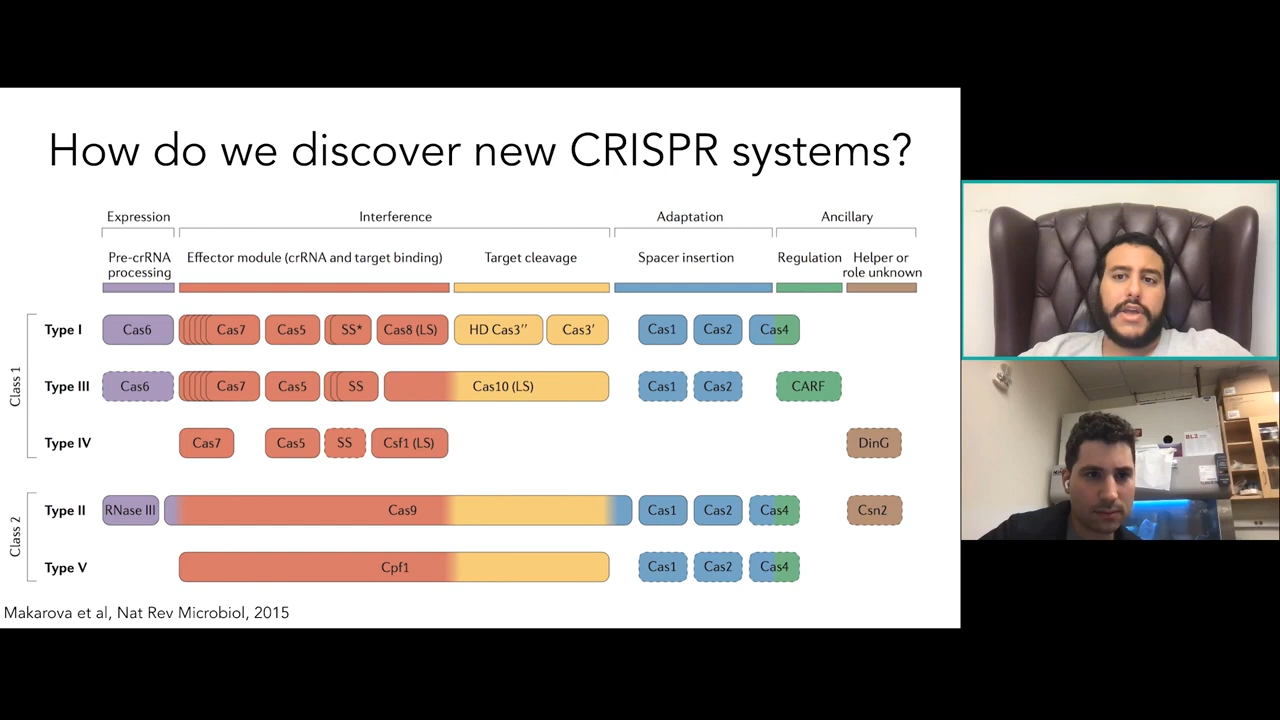 How do we discover new CRISPR systems?
Expression Interference Adaptation Ancillary
Pre-crRNA processing Effector module (crRNA and target binding) Target cleavage Spacer insertion Regulation Helper or role unknown
Class 1
Type I Cas6 Cas7 Cas5 SS* Cas8 (LS) HD Cas3′′ Cas3′ Cas1 Cas2 Cas4
Type III Cas6 Cas7 Cas5 SS Cas10 (LS) Cas1 Cas2 CARF
Type IV Cas7 Cas5 SS Csf1 (LS) DinG
Class 2
Type II RNase III Cas9 Cas1 Cas2 Cas4 Csn2
Type V Cpf1 Cas1 Cas2 Cas4
Makarova et al, Nat Rev Microbiol, 2015
BL2